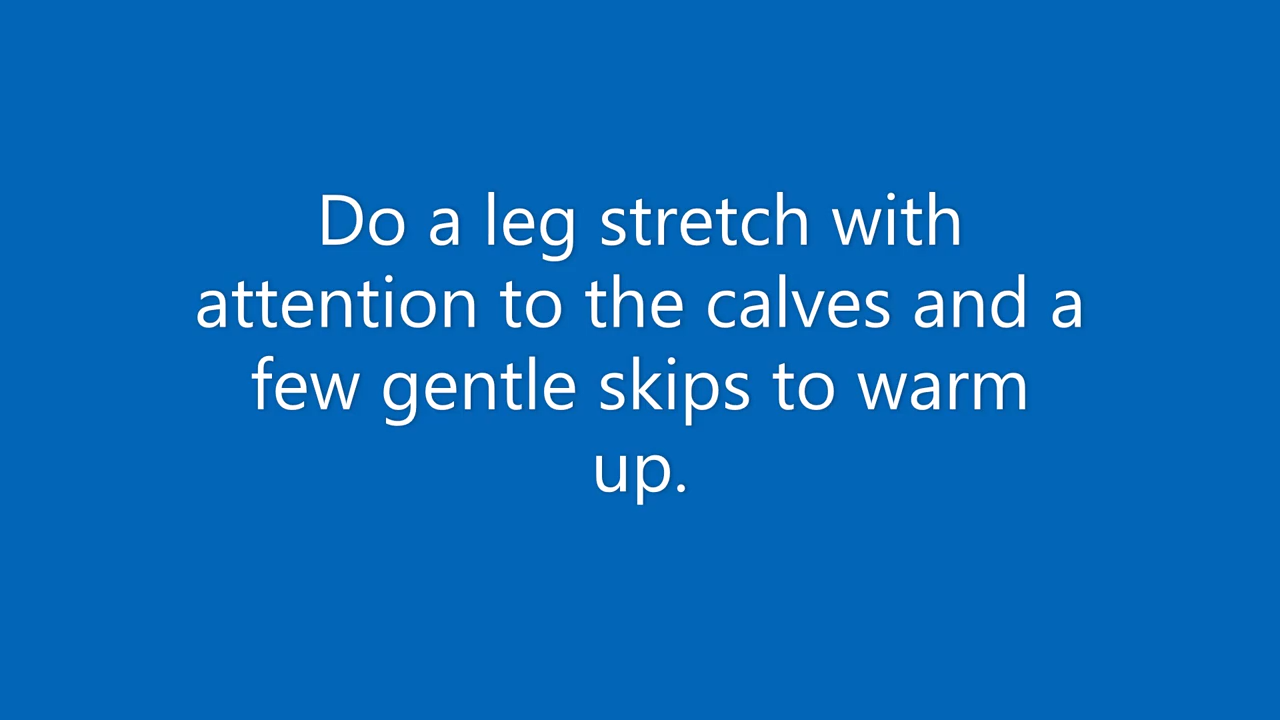 Do a leg stretch with
attention to the calves and a
few gentle skips to warm
up.